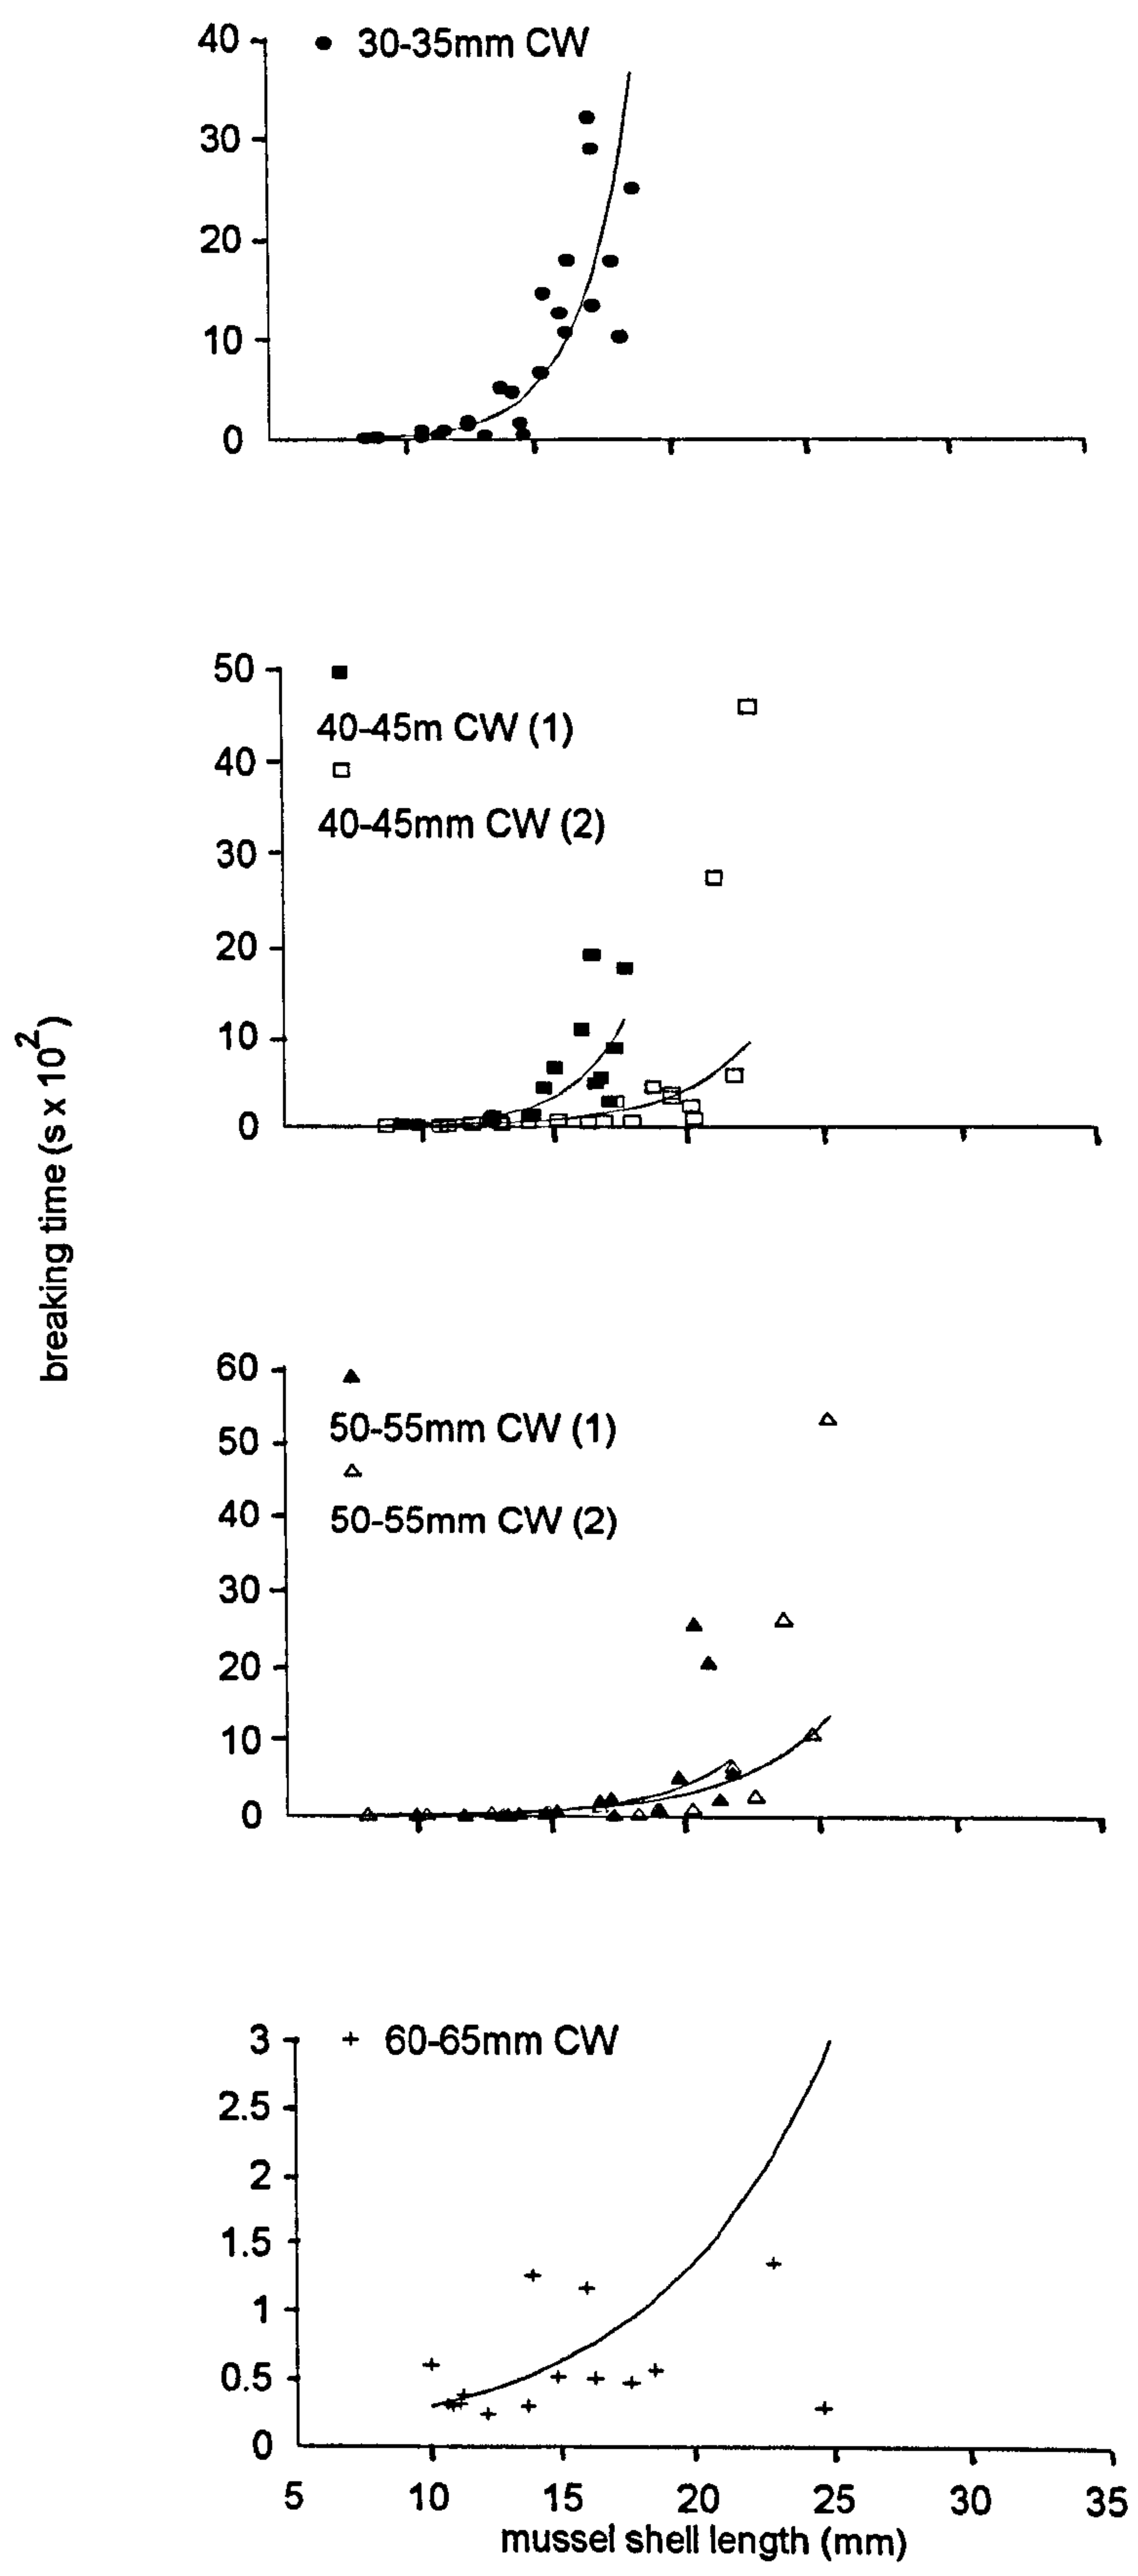 40
30-35mm CW
30
20
10
0
50
40-45m CW (1)
40
40-45mm CW (2)
30
20
10
0
breaking time (s x 10²)
60
50-55mm CW (1)
50
50-55mm CW (2)
40
30
20
10
0
3
60-65mm CW
2.5
2
1.5
1
0.5
0
5 10 15 20 25 30 35
mussel shell length (mm)